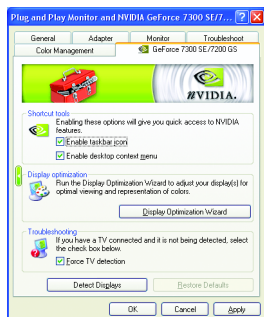 Plug and Play Monitor and NVIDIA GeForce 7300 SE/7...
General Adapter Monitor Troubleshoot
Color Management GeForce 7300 SE/7200 GS
NVIDIA.
Shortcut tools
Enabling these options will give you quick access to NVIDIA
features.
Enable taskbar icon
Enable desktop context menu
Display optimization
Run the Display Optimization Wizard to adjust your display(s) for
optimal viewing and representation of colors.
Display Optimization Wizard
Troubleshooting
If you have a TV connected and it is not being detected, select
the check box below.
Force TV detection
Detect Displays Restore Defaults
OK Cancel Apply